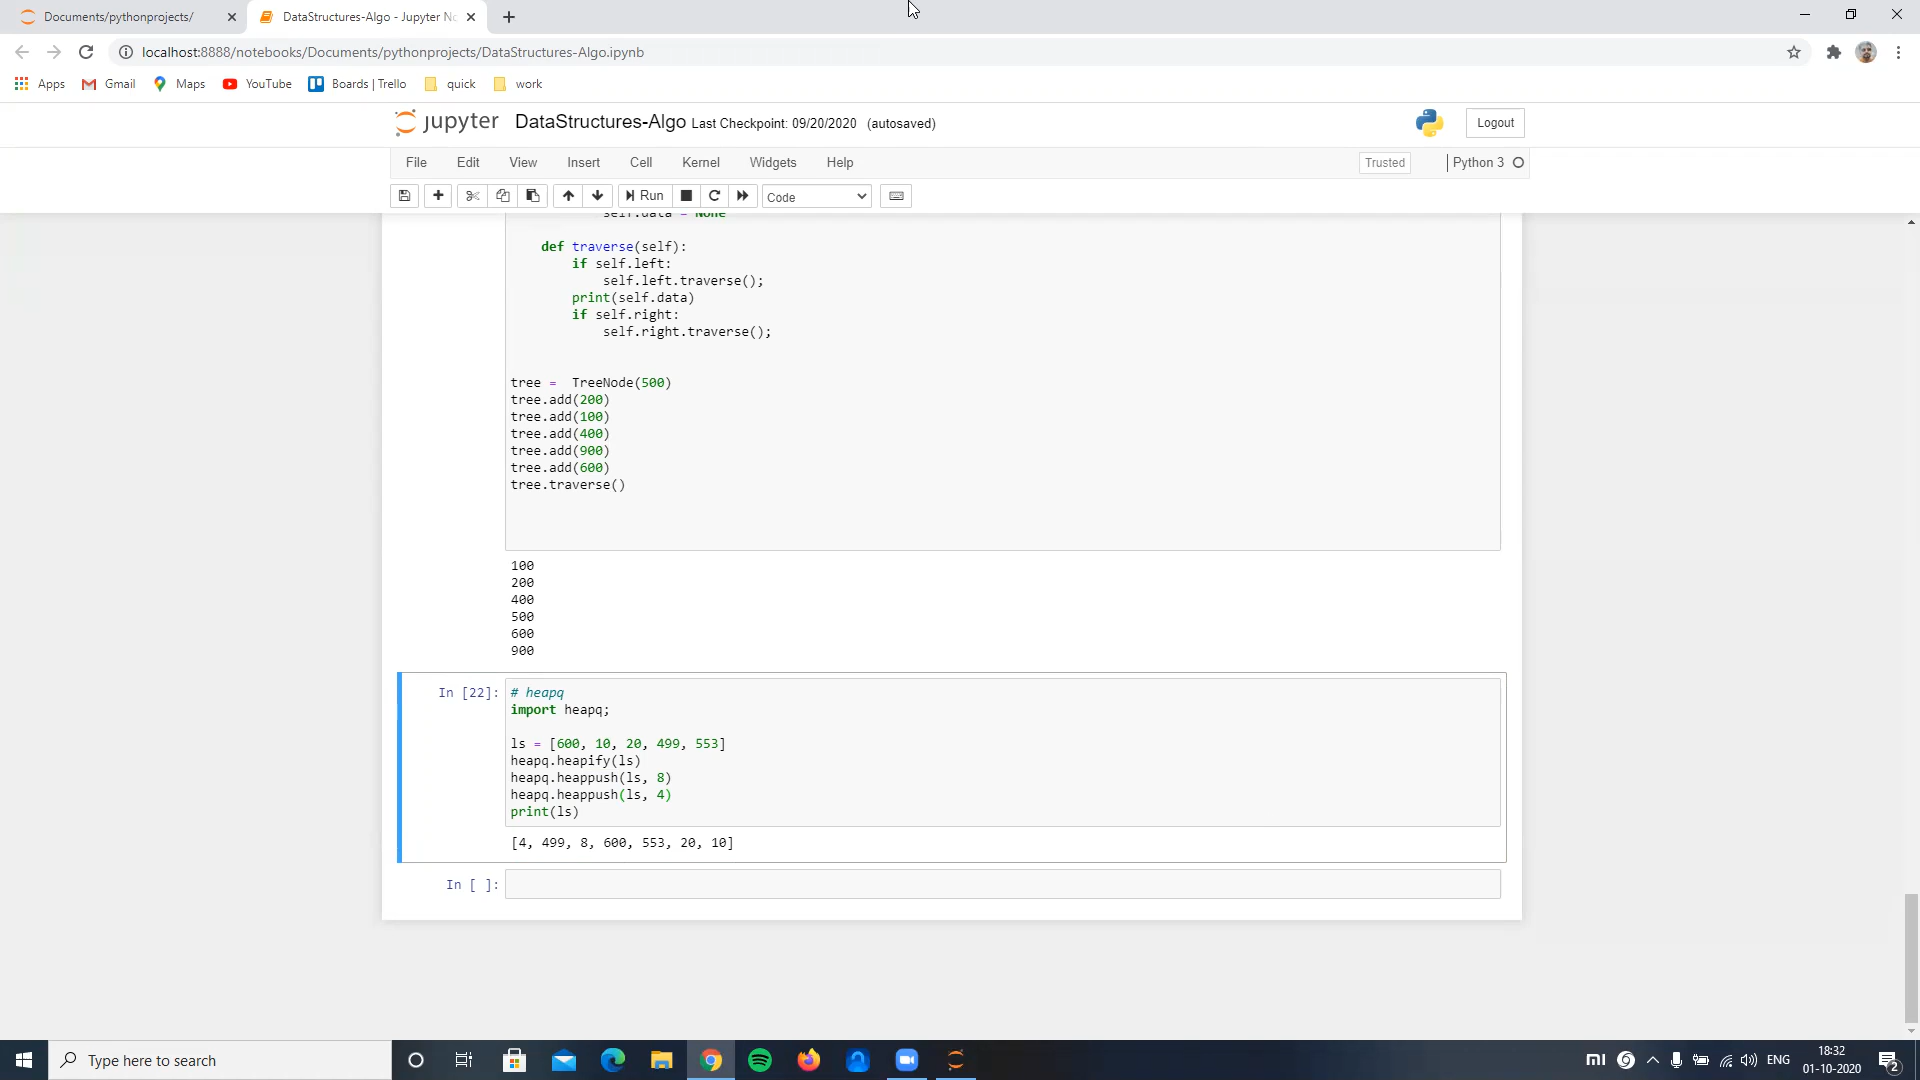 Documents/pythonprojects/
DataStructures-Algo - Jupyter No
localhost:8888/notebooks/Documents/pythonprojects/DataStructures-Algo.ipynb
Apps Gmail Maps YouTube Boards | Trello quick work
jupyter DataStructures-Algo Last Checkpoint: 09/20/2020 (autosaved)
Logout
File Edit View Insert Cell Kernel Widgets Help
Trusted Python 3
Run Code
self.data = None
def traverse(self):
if self.left:
self.left.traverse();
print(self.data)
if self.right:
self.right.traverse();
tree =  TreeNode(500)
tree.add(200)
tree.add(100)
tree.add(400)
tree.add(900)
tree.add(600)
tree.traverse()
100
200
400
500
600
900
In [22]: # heapq
import heapq;
ls = [600, 10, 20, 499, 553]
heapq.heapify(ls)
heapq.heappush(ls, 8)
heapq.heappush(ls, 4)
print(ls)
[4, 499, 8, 600, 553, 20, 10]
In [ ]:
Type here to search
mi
ENG
18:32
01-10-2020
2